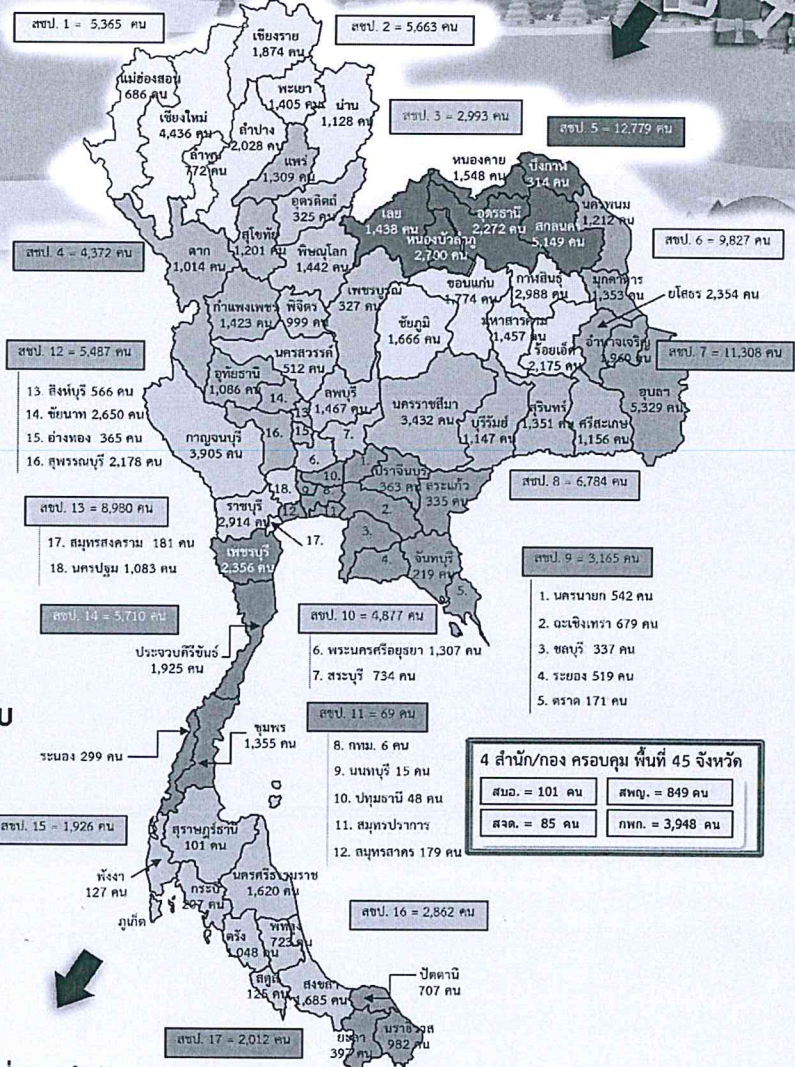 สชป. 1 = 5,365 คน
สชป. 2 = 5,663 คน
เชียงราย
1,874 คน
แม่ฮ่องสอน
686 คน
พะเยา
1,405 คน
น่าน
1,128 คน
เชียงใหม่
4,436 คน
ลำปาง
2,028 คน
ลำพูน
772 คน
แพร่
1,309 คน
สชป. 3 = 2,993 คน
สชป. 5 = 12,779 คน
หนองคาย
1,548 คน
บึงกาฬ
314 คน
นครพนม
1,212 คน
อุตรดิตถ์
325 คน
เลย
1,438 คน
อุดรธานี
2,272 คน
สกลนคร
5,149 คน
หนองบัวลำภู
2,700 คน
สชป. 4 = 4,372 คน
ตาก
1,014 คน
สุโขทัย
1,201 คน
พิษณุโลก
1,442 คน
สชป. 6 = 9,827 คน
เพชรบูรณ์
327 คน
ขอนแก่น
1,774 คน
กาฬสินธุ์
2,988 คน
มุกดาหาร
1,353 คน
ยโสธร 2,354 คน
กำแพงเพชร
1,423 คน
พิจิตร
999 คน
ชัยภูมิ
1,666 คน
มหาสารคาม
1,457 คน
ร้อยเอ็ด
2,175 คน
อำนาจเจริญ
1,960 คน
สชป. 7 = 11,308 คน
สชป. 12 = 5,487 คน
13. สิงห์บุรี 566 คน
14. ชัยนาท 2,650 คน
15. อ่างทอง 365 คน
16. สุพรรณบุรี 2,178 คน
อุทัยธานี
1,086 คน
นครสวรรค์
512 คน
ลพบุรี
1,467 คน
นครราชสีมา
3,432 คน
บุรีรัมย์
1,147 คน
สุรินทร์
1,351 คน
ศรีสะเกษ
1,156 คน
อุบลฯ
5,329 คน
14.
13.
15.
16.
7.
6.
กาญจนบุรี
3,905 คน
สชป. 8 = 6,784 คน
สชป. 13 = 8,980 คน
17. สมุทรสงคราม 181 คน
18. นครปฐม 1,083 คน
18.
10.
9.
8.
12.
1.
ปราจีนบุรี
363 คน
สระแก้ว
335 คน
2.
3.
4.
5.
ราชบุรี
2,914 คน
17.
เพชรบุรี
2,356 คน
จันทบุรี
219 คน
สชป. 9 = 3,165 คน
1. นครนายก 542 คน
2. ฉะเชิงเทรา 679 คน
3. ชลบุรี 337 คน
4. ระยอง 519 คน
5. ตราด 171 คน
สชป. 14 = 5,710 คน
ประจวบคีรีขันธ์
1,925 คน
สชป. 10 = 4,877 คน
6. พระนครศรีอยุธยา 1,307 คน
7. สระบุรี 734 คน
ชุมพร
1,355 คน
ระนอง 299 คน
สชป. 11 = 69 คน
8. กทม. 6 คน
9. นนทบุรี 15 คน
10. ปทุมธานี 48 คน
11. สมุทรปราการ
12. สมุทรสาคร 179 คน
4 สำนัก/กอง ครอบคุม พื้นที่ 45 จังหวัด
สบอ. = 101 คน
สพญ. = 849 คน
สจด. = 85 คน
กพก. = 3,948 คน
สชป. 15 = 1,926 คน
สุราษฎร์ธานี
101 คน
พังงา
127 คน
ภูเก็ต
กระบี่
คน
นครศรีธรรมราช
1,620 คน
สชป. 16 = 2,862 คน
ตรัง
1,048 คน
พัทลุง
723 คน
สตูล
คน
สงขลา
1,685 คน
ปัตตานี
707 คน
สชป. 17 = 2,012 คน
ยะลา
397 คน
นราธิวาส
982 คน